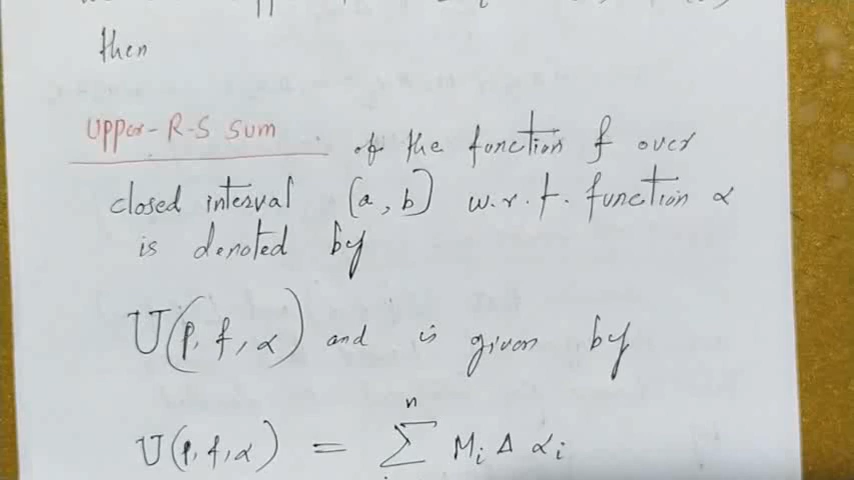 then
Upper-R-S Sum of the function f over
closed interval [a, b] w.r.t. function α
is denoted by
U(P, f, α) and is given by
n
U(P, f, α) = ∑ Mi Δ αi